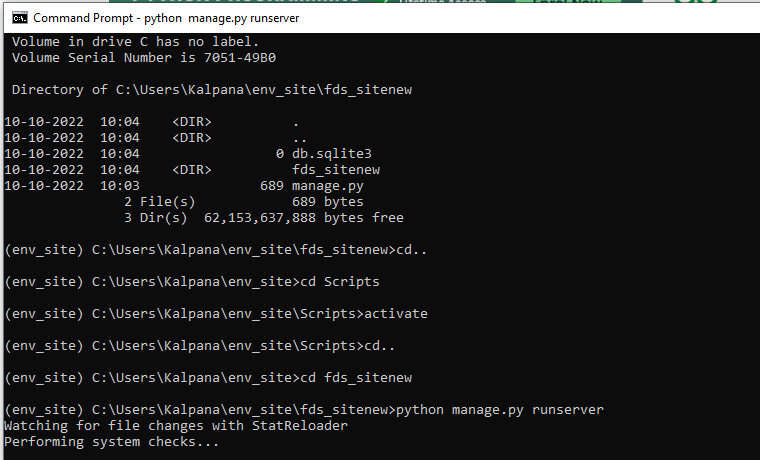 Command Prompt - python  manage.py runserver
 Volume in drive C has no label.
 Volume Serial Number is 7051-49B0
 Directory of C:\Users\Kalpana\env_site\fds_sitenew
10-10-2022  10:04    <DIR>          .
10-10-2022  10:04    <DIR>          ..
10-10-2022  10:04                 0 db.sqlite3
10-10-2022  10:04    <DIR>          fds_sitenew
10-10-2022  10:03               689 manage.py
               2 File(s)            689 bytes
               3 Dir(s)  62,153,637,888 bytes free
(env_site) C:\Users\Kalpana\env_site\fds_sitenew>cd..
(env_site) C:\Users\Kalpana\env_site>cd Scripts
(env_site) C:\Users\Kalpana\env_site\Scripts>activate
(env_site) C:\Users\Kalpana\env_site\Scripts>cd..
(env_site) C:\Users\Kalpana\env_site>cd fds_sitenew
(env_site) C:\Users\Kalpana\env_site\fds_sitenew>python manage.py runserver
Watching for file changes with StatReloader
Performing system checks...